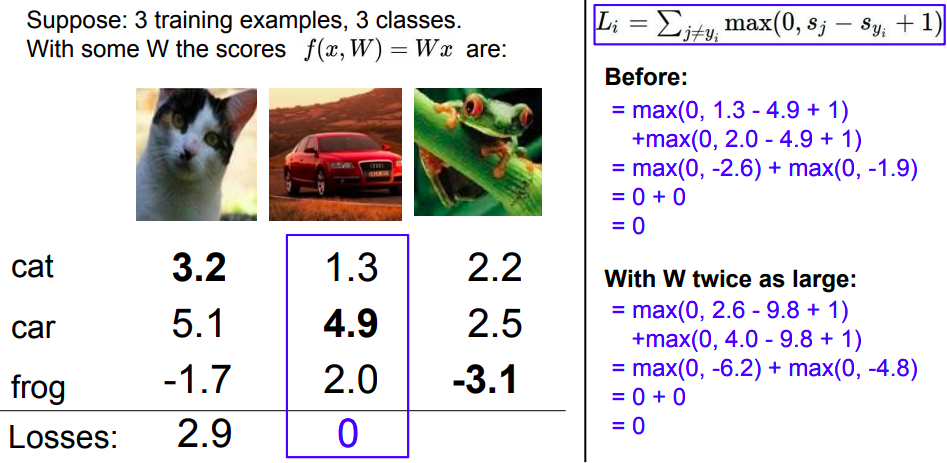 Suppose: 3 training examples, 3 classes.
With some W the scores f(x, W) = Wx are:
cat 3.2 1.3 2.2
car 5.1 4.9 2.5
frog -1.7 2.0 -3.1
Losses: 2.9 0
L_i = ∑_{j≠y_i} max(0, s_j − s_{y_i} + 1)
Before:
= max(0, 1.3 - 4.9 + 1)
+max(0, 2.0 - 4.9 + 1)
= max(0, -2.6) + max(0, -1.9)
= 0 + 0
= 0
With W twice as large:
= max(0, 2.6 - 9.8 + 1)
+max(0, 4.0 - 9.8 + 1)
= max(0, -6.2) + max(0, -4.8)
= 0 + 0
= 0